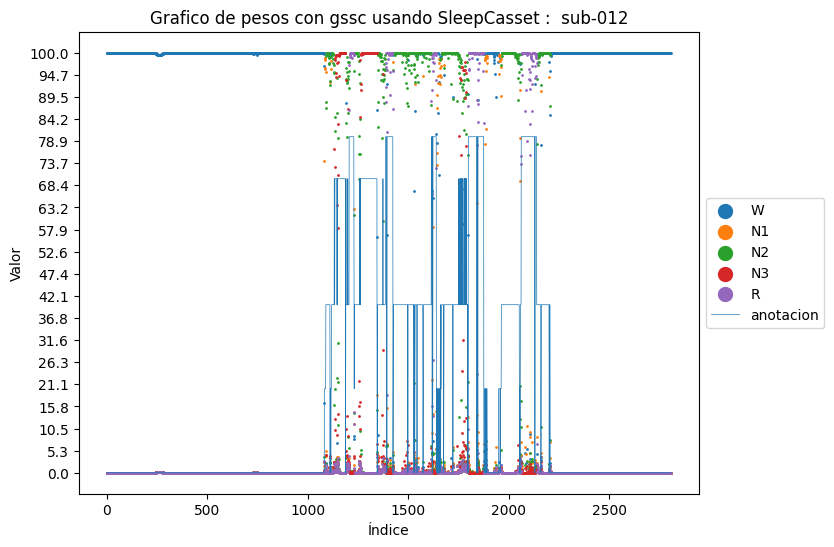 Grafico de pesos con gssc usando SleepCasset :  sub-012
Valor
100.0
94.7
89.5
84.2
78.9
73.7
68.4
63.2
57.9
52.6
47.4
42.1
36.8
31.6
26.3
21.1
15.8
10.5
5.3
0.0
0
500
1000
1500
2000
2500
Índice
W
N1
N2
N3
R
anotacion